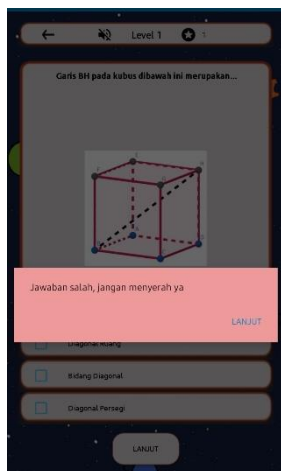 Level 1
1
Garis BH pada kubus dibawah ini merupakan...
Jawaban salah, jangan menyerah ya
LANJUT
Diagonal Ruang
Bidang Diagonal
Diagonal Persegi
LANJUT